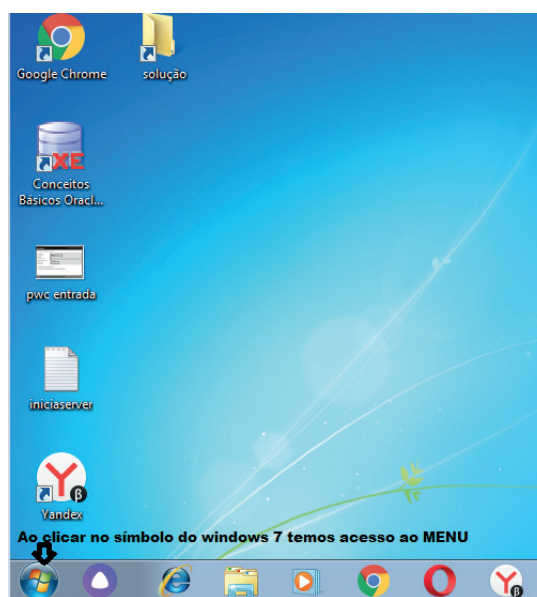 Google Chrome
solução
XE
Conceitos
Básicos Oracl...
pwc entrada
iniciaserver
Y β
Yandex
Ao clicar no símbolo do windows 7 temos acesso ao MENU
Y β